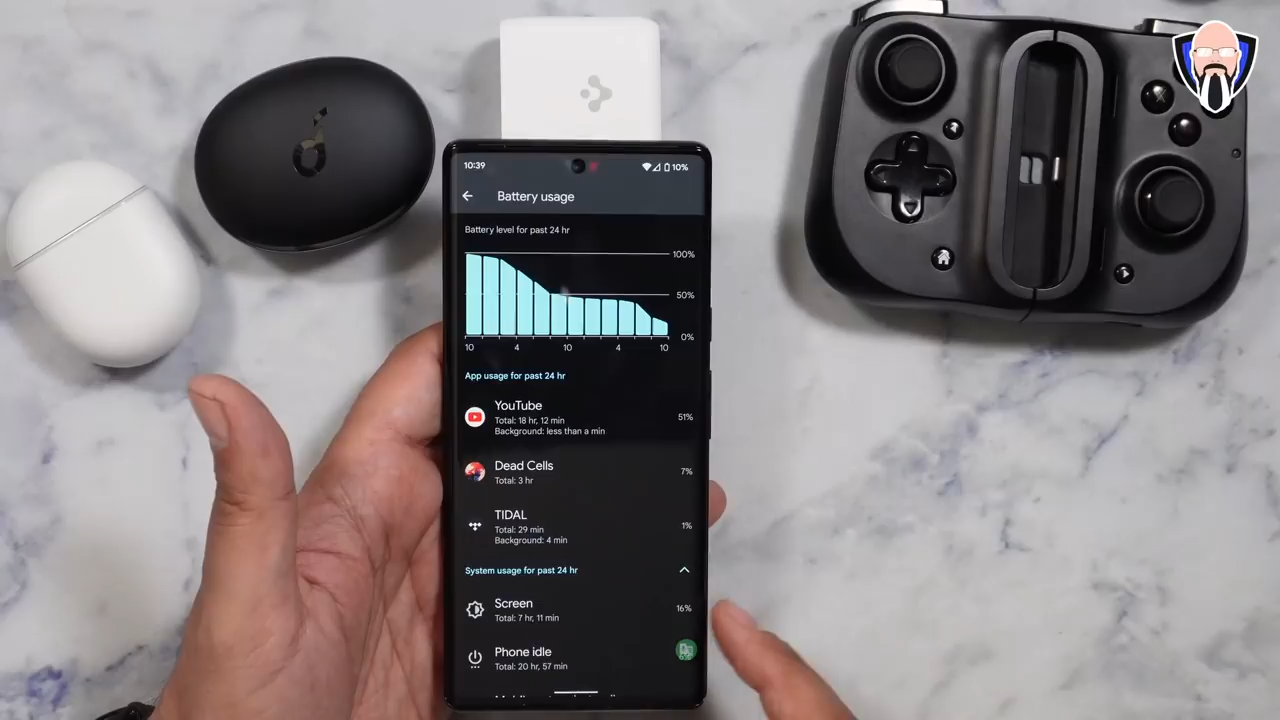 10:39
10%
Battery usage
Battery level for past 24 hr
100%
50%
0%
10 4 10 4 10
App usage for past 24 hr
YouTube
Total: 18 hr, 12 min
Background: less than a min
51%
Dead Cells
Total: 3 hr
7%
TIDAL
Total: 29 min
Background: 4 min
1%
System usage for past 24 hr
Screen
Total: 7 hr, 11 min
16%
Phone idle
Total: 20 hr, 57 min